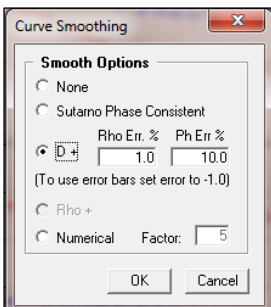 Curve Smoothing
Smooth Options
None
Sutarno Phase Consistent
Rho Err. % Ph Err %
D + 1.0 10.0
(To use error bars set error to -1.0)
Rho +
Numerical Factor: 5
OK Cancel